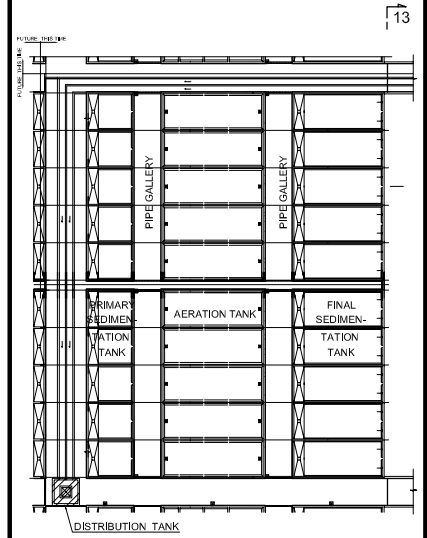 13
FUTURE THIS TIME
FUTURE THIS TIME
PIPE GALLERY
PIPE GALLERY
PRIMARY
SEDIMEN-
TATION
TANK
AERATION TANK
FINAL
SEDIMEN-
TATION
TANK
DISTRIBUTION TANK